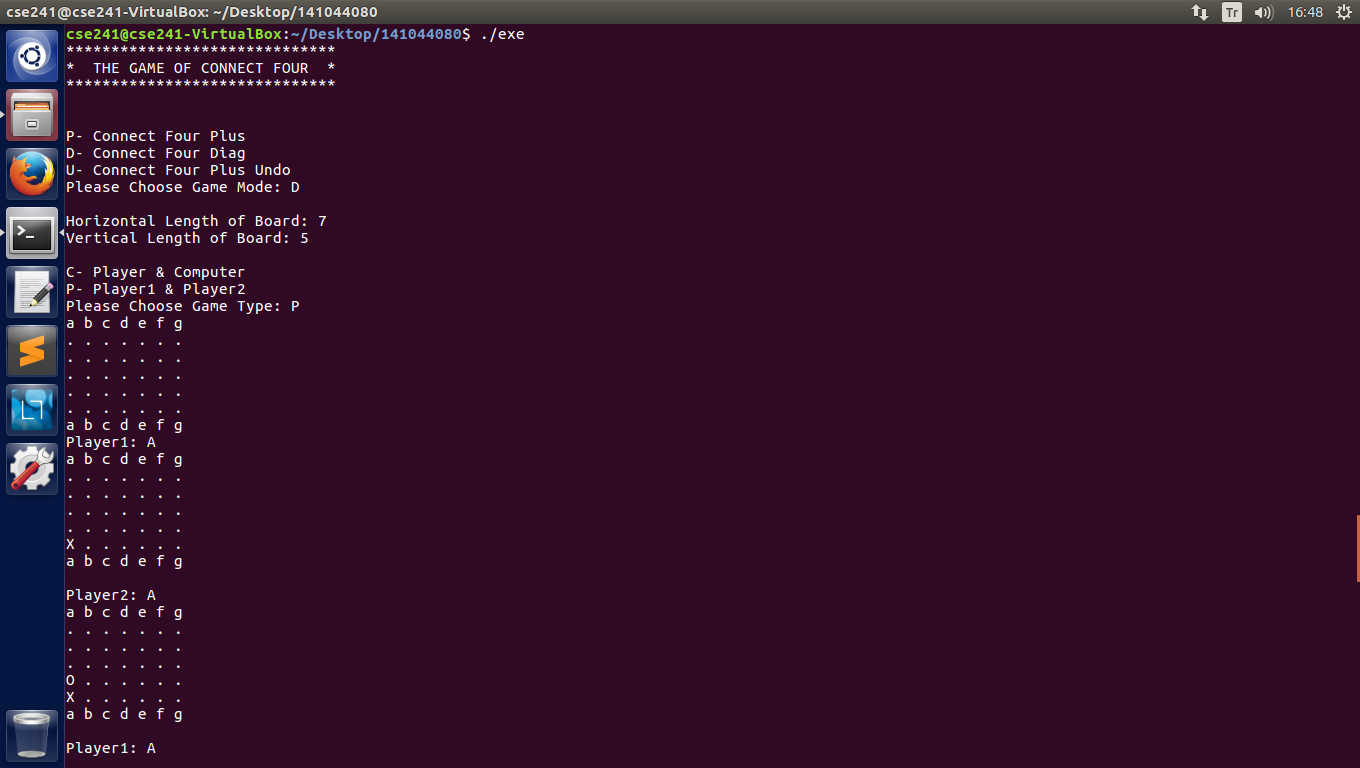 cse241@cse241-VirtualBox: ~/Desktop/141044080
Tr
16:48
cse241@cse241-VirtualBox:~/Desktop/141044080$ ./exe
******************************
*  THE GAME OF CONNECT FOUR  *
******************************
P- Connect Four Plus
D- Connect Four Diag
U- Connect Four Plus Undo
Please Choose Game Mode: D
Horizontal Length of Board: 7
Vertical Length of Board: 5
C- Player & Computer
P- Player1 & Player2
Please Choose Game Type: P
a b c d e f g
. . . . . . .
. . . . . . .
. . . . . . .
. . . . . . .
. . . . . . .
a b c d e f g
Player1: A
a b c d e f g
. . . . . . .
. . . . . . .
. . . . . . .
. . . . . . .
X . . . . . .
a b c d e f g
Player2: A
a b c d e f g
. . . . . . .
. . . . . . .
. . . . . . .
O . . . . . .
X . . . . . .
a b c d e f g
Player1: A